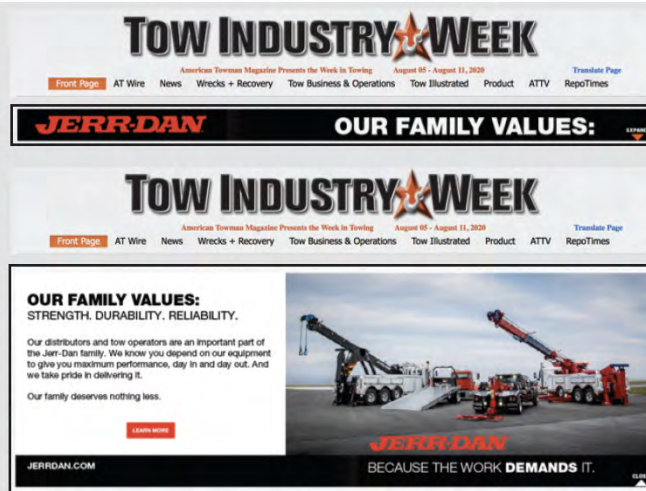 TOW INDUSTRY WEEK
American Towman Magazine Presents the Week in Towing August 05 - August 11, 2020 Translate Page
Front Page AT Wire News Wrecks + Recovery Tow Business & Operations Tow Illustrated Product ATTV RepoTimes
JERR-DAN OUR FAMILY VALUES: EXPAND
TOW INDUSTRY WEEK
American Towman Magazine Presents the Week in Towing August 05 - August 11, 2020 Translate Page
Front Page AT Wire News Wrecks + Recovery Tow Business & Operations Tow Illustrated Product ATTV RepoTimes
OUR FAMILY VALUES:
STRENGTH. DURABILITY. RELIABILITY.
Our distributors and tow operators are an important part of
the Jerr-Dan family. We know you depend on our equipment
to give you maximum performance, day in and day out. And
we take pride in delivering it.
Our family deserves nothing less.
LEARN MORE
JERR-DAN
JERRDAN.COM BECAUSE THE WORK DEMANDS IT.
CLOSE